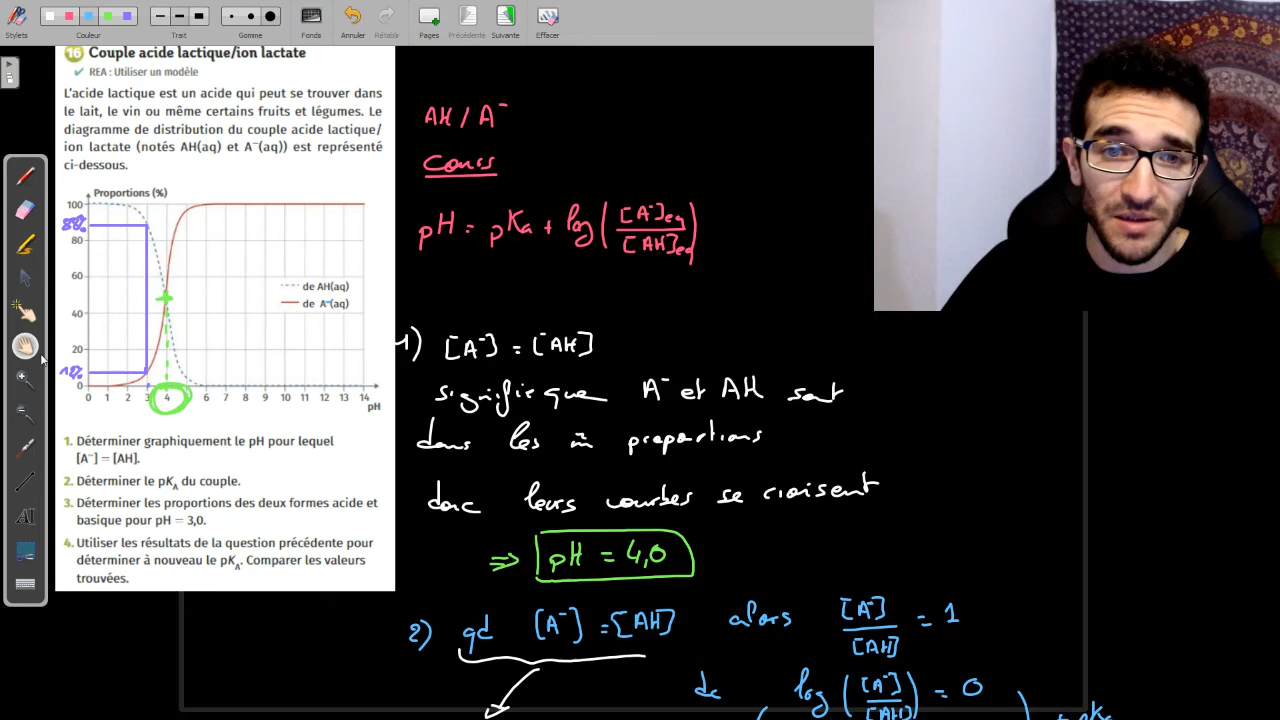 Stylets
Couleur
Trait
Gomme
Fonds
Annuler
Rétablir
Pages
Précédente
Suivante
Effacer
16 Couple acide lactique/ion lactate
✓ REA : Utiliser un modèle
L'acide lactique est un acide qui peut se trouver dans
le lait, le vin ou même certains fruits et légumes. Le
diagramme de distribution du couple acide lactique/
ion lactate (notés AH(aq) et A⁻(aq)) est représenté
ci-dessous.
Proportions (%)
100
80
60
40
20
0
de AH(aq)
de A⁻(aq)
0 1 2 3 4 5 6 7 8 9 10 11 12 13 14
pH
1. Déterminer graphiquement le pH pour lequel
[A⁻] = [AH].
2. Déterminer le pK_A du couple.
3. Déterminer les proportions des deux formes acide et
basique pour pH = 3,0.
4. Utiliser les résultats de la question précédente pour
déterminer à nouveau le pK_A. Comparer les valeurs
trouvées.
AH / A⁻
Cours
pH = pKa + log ( [A⁻]eq / [AH]eq )
1) [A⁻] = [AH]
signifie que A⁻ et AH sont
dans les m̄ proportions
donc leurs courbes se croisent
⇒ pH = 4,0
2) qd [A⁻] = [AH] alors [A⁻] / [AH] = 1
dc log ( [A⁻] / [AH] ) = 0